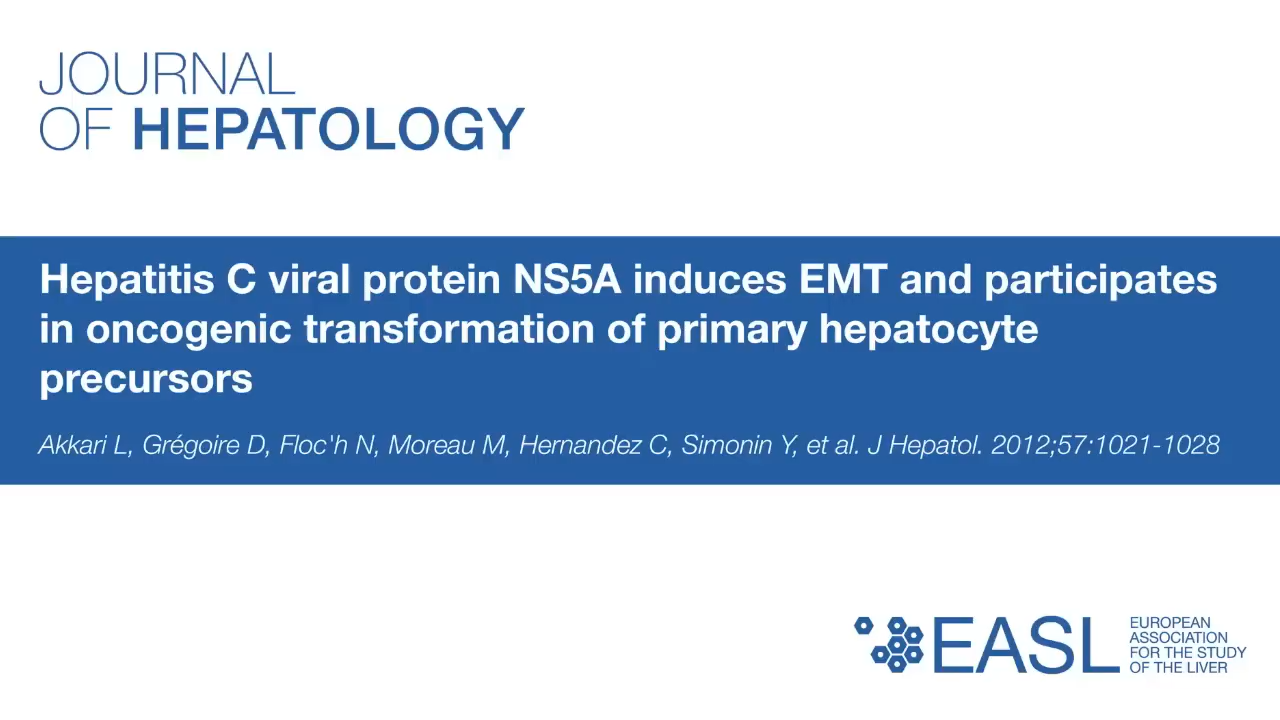 JOURNAL
OF HEPATOLOGY
Hepatitis C viral protein NS5A induces EMT and participates
in oncogenic transformation of primary hepatocyte
precursors
Akkari L, Grégoire D, Floc'h N, Moreau M, Hernandez C, Simonin Y, et al. J Hepatol. 2012;57:1021-1028
EASL
EUROPEAN
ASSOCIATION
FOR THE STUDY
OF THE LIVER